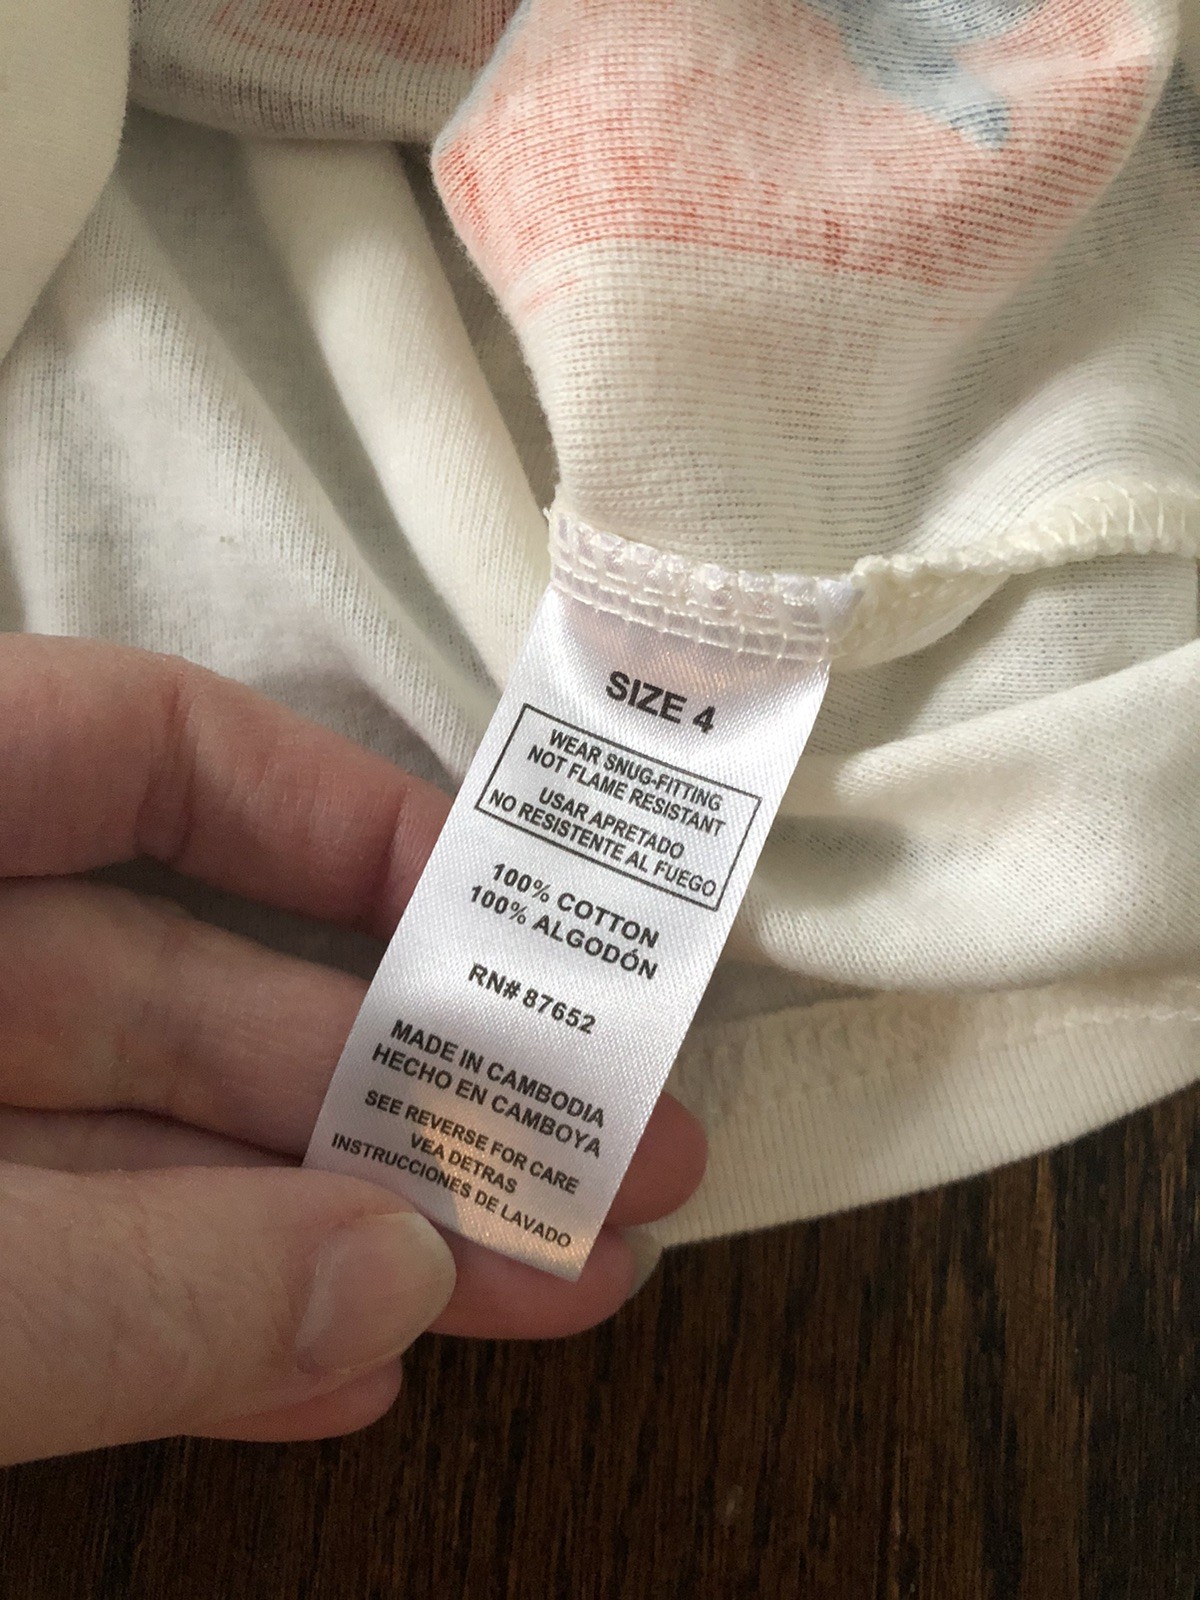 SIZE 4
WEAR SNUG-FITTING
NOT FLAME RESISTANT
USAR APRETADO
NO RESISTENTE AL FUEGO
100% COTTON
100% ALGODÓN
RN# 87652
MADE IN CAMBODIA
HECHO EN CAMBOYA
SEE REVERSE FOR CARE
VEA DETRAS
INSTRUCCIONES DE LAVADO